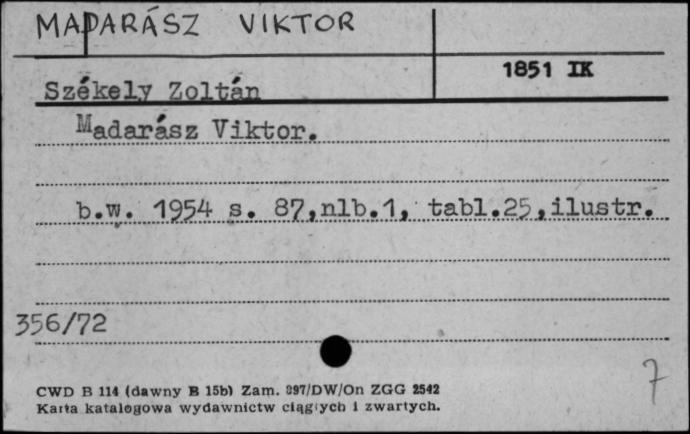 MADARÁSZ VIKTOR
1851 IK
Székely Zoltán
Madarász Viktor.
b.w. 1954 s. 87,nlb.1, tabl.25,ilustr.
356/72
7
CWD B 114 (dawny B 15b) Zam. 897/DW/On ZGG 2542
Karta katalogowa wydawnictw ciągłych i zwartych.